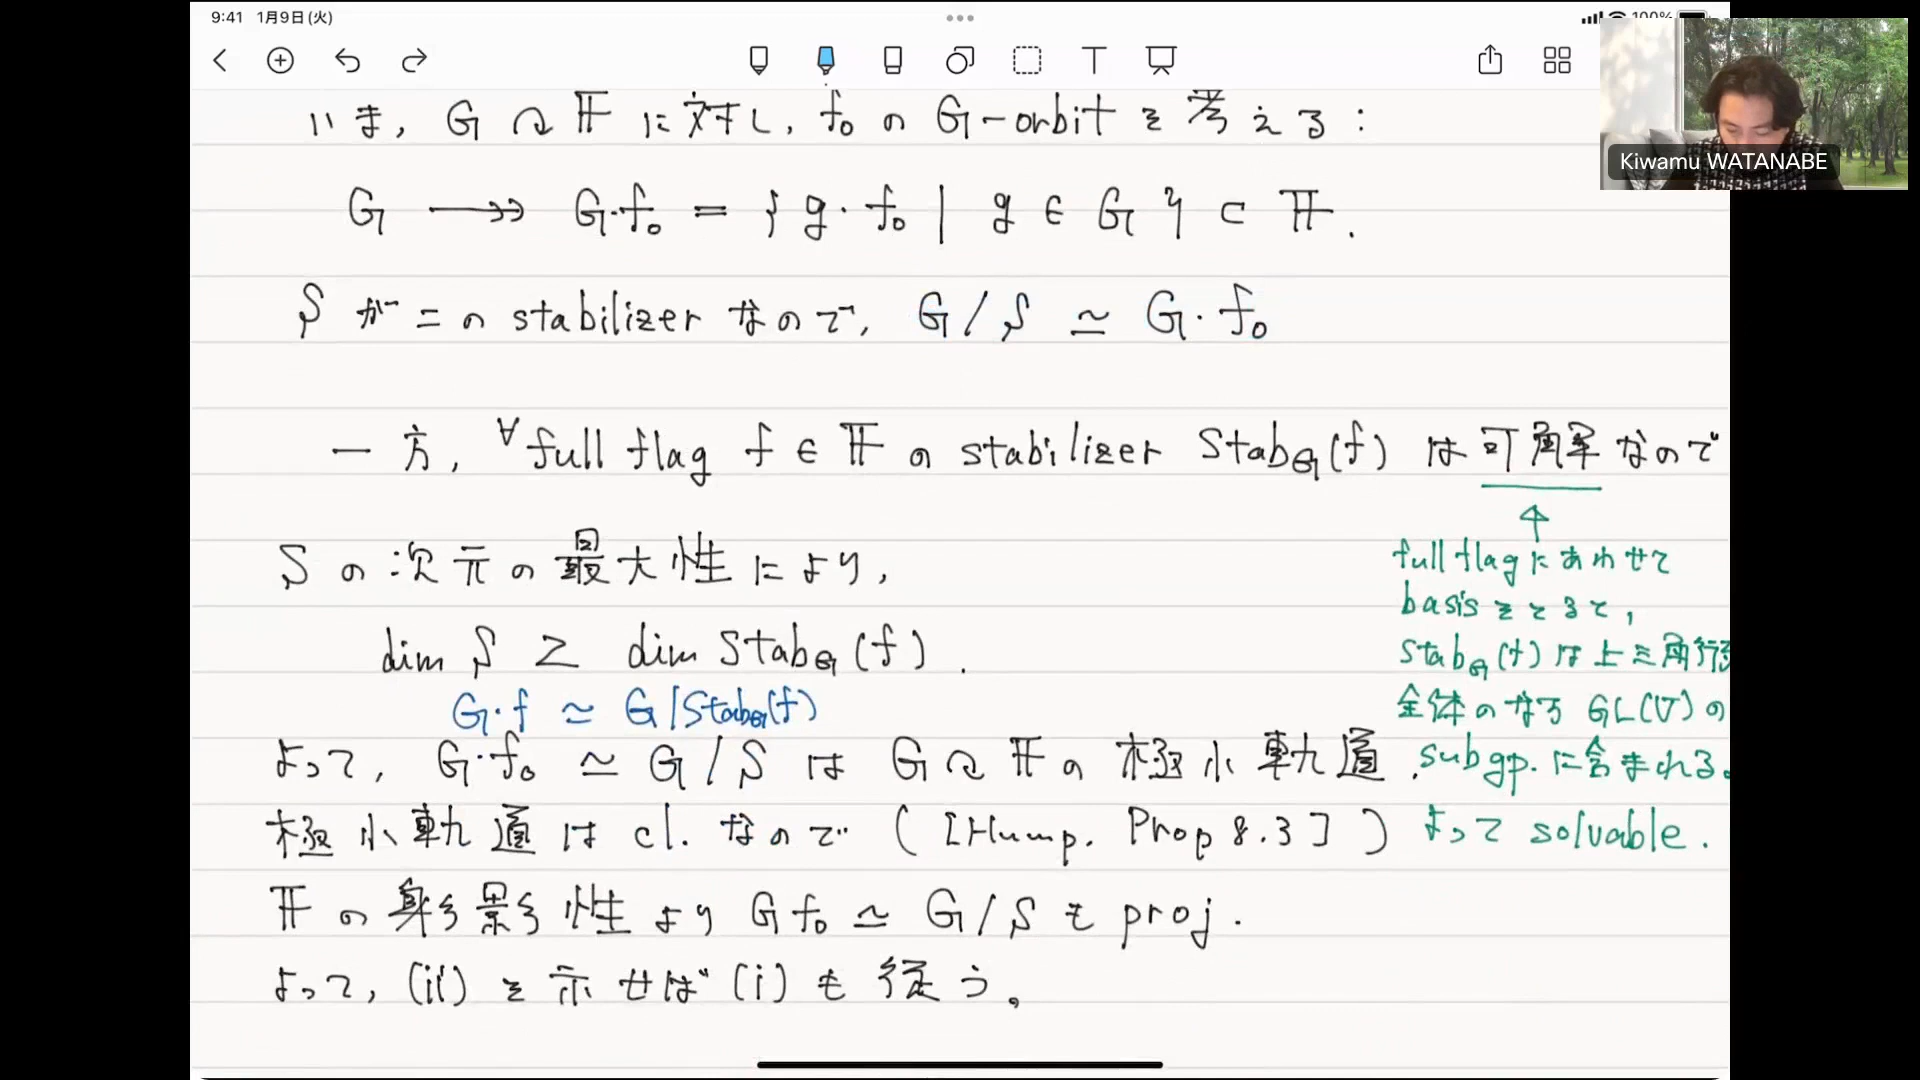 9:41 1月9日(火)
100%
Kiwamu WATANABE
いま, G ↷ 𝔽 に対し, f₀ の G-orbit を考える :
G ↠ G·f₀ = { g·f₀ | g ∈ G } ⊂ 𝔽.
S がこの stabilizer なので, G/S ≃ G·f₀
一方, ∀full flag f ∈ 𝔽 の stabilizer Stab_G(f) は可解なので
S の次元の最大性により,
dim S ≥ dim Stab_G(f).
G·f ≃ G/Stab_G(f)
よって, G·f₀ ≃ G/S は G ↷ 𝔽 の極小軌道.
極小軌道は cl. なので ([Hump. Prop 8.3])
𝔽 の射影性より G f₀ ≃ G/S も proj.
よって, (ii) を示せば (i) も従う。
↑
full flag にあわせて
basis をとると,
Stab_G(f) は上三角行列
全体のなす GL(V) の
subgp. に含まれる。
よって solvable.